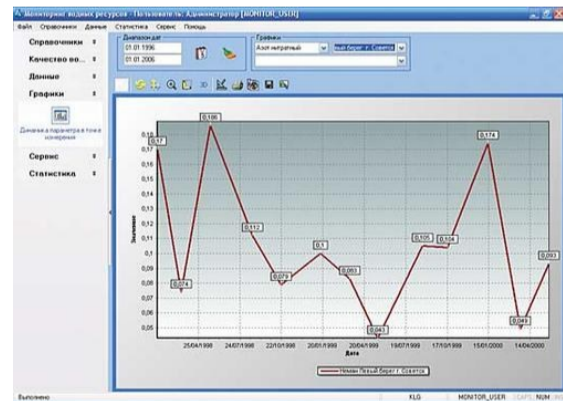 Мониторинг водных ресурсов - Пользователь: Администратор [MONITOR_USER]
Файл Справочники Данные Статистика Сервис Помощь
Справочники
Качество во...
Данные
Графики
Динамика параметра в точке измерения
Сервис
Статистика
Диапазон дат
01.01.1996
01.01.2006
Графики
Азот нитратный
вый берег: г. Советск
3D
Значение
0,18
0,17
0,16
0,15
0,14
0,13
0,12
0,11
0,1
0,09
0,08
0,07
0,06
0,05
0,17
0,074
0,186
0,112
0,079
0,1
0,083
0,043
0,105
0,104
0,174
0,049
0,093
25/04/1998 24/07/1998 22/10/1998 20/01/1999 20/04/1999 19/07/1999 17/10/1999 15/01/2000 14/04/2000
Дата
Неман Левый берег г. Советск
Выполнено KLG MONITOR_USER CAPS NUM